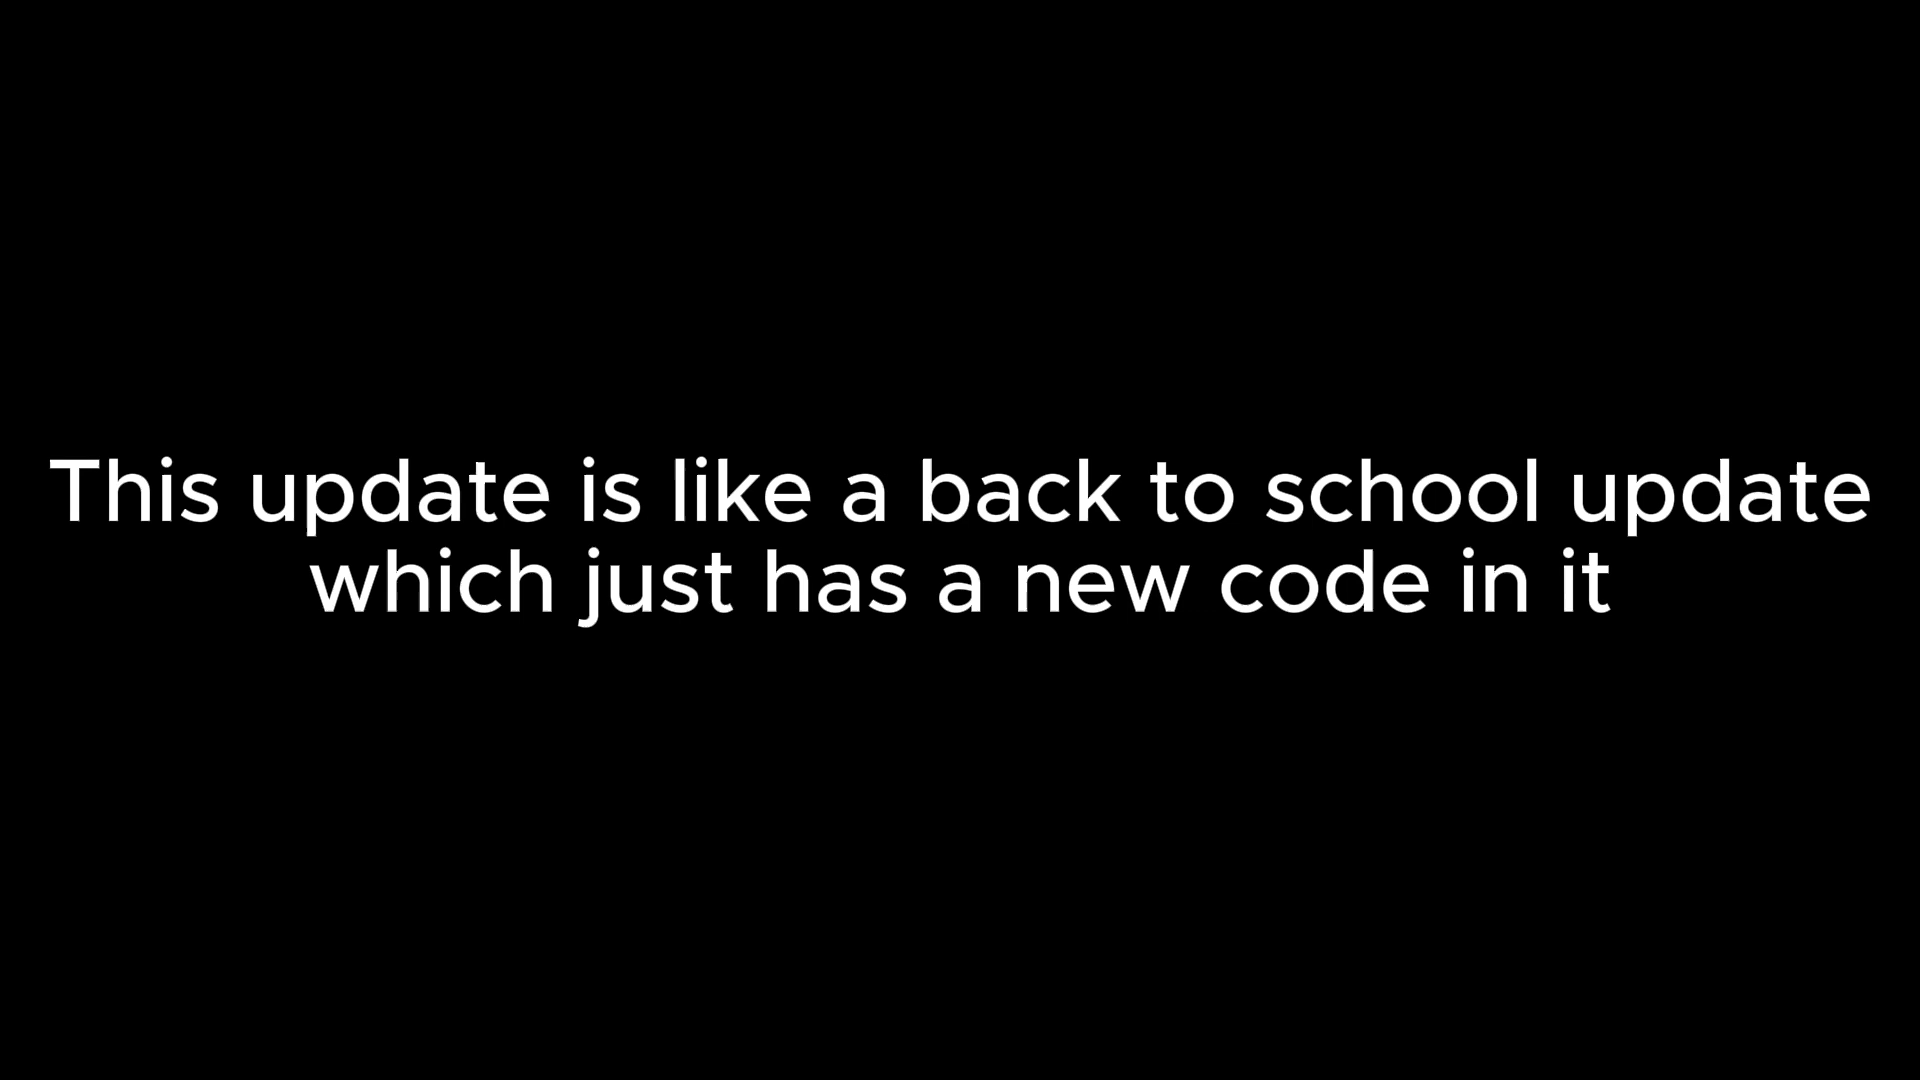 This update is like a back to school update
which just has a new code in it